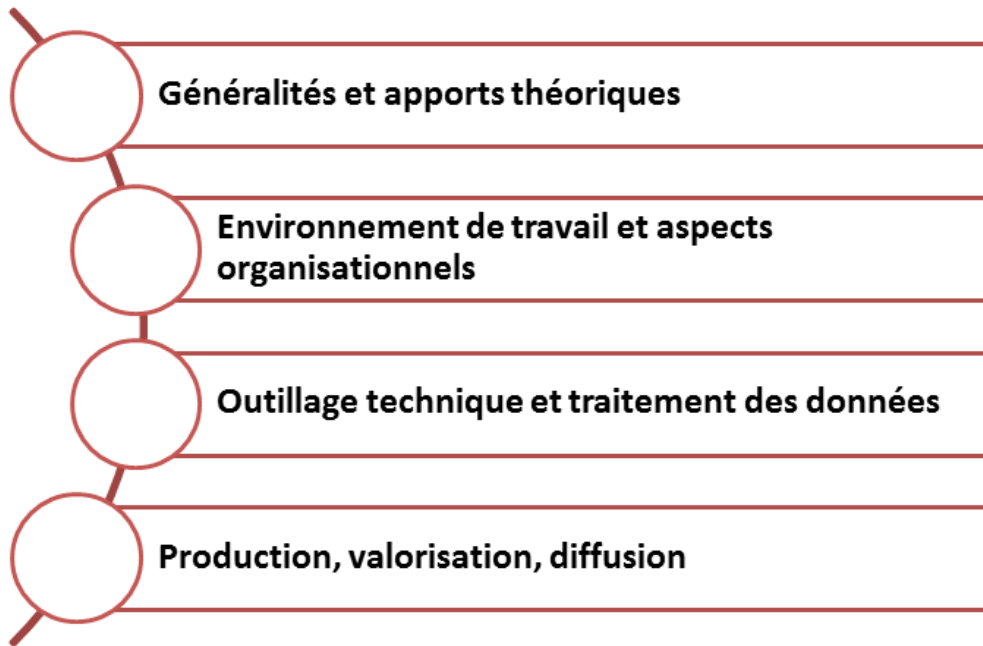 Généralités et apports théoriques
Environnement de travail et aspects
organisationnels
Outillage technique et traitement des données
Production, valorisation, diffusion